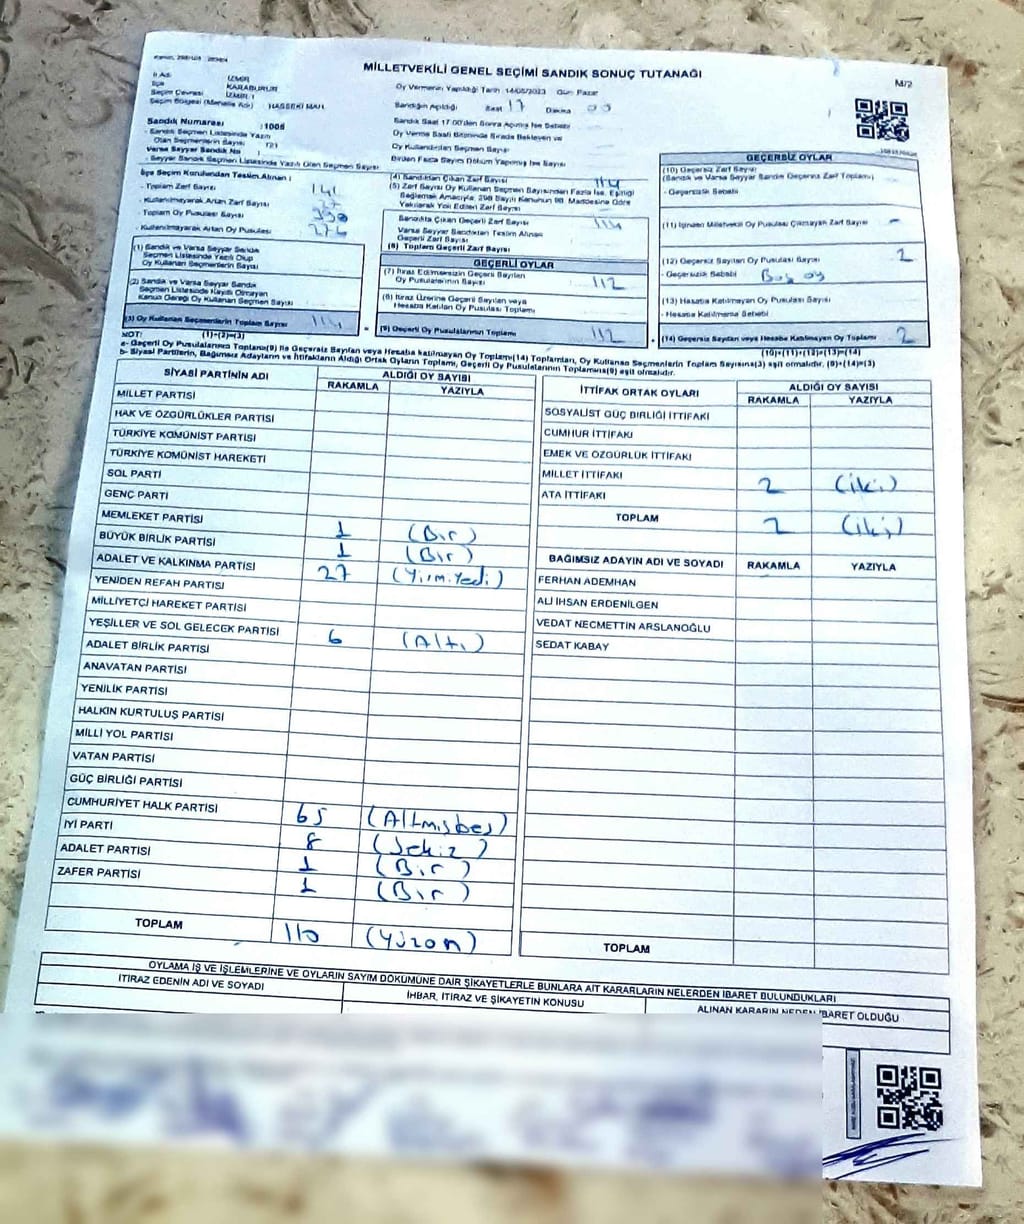 MİLLETVEKİLİ GENEL SEÇİMİ SANDIK SONUÇ TUTANAĞI
M/2
İl Adı İZMİR
İlçe KARABURUN
Seçim Çevresi İZMİR 1
Seçim Bölgesi (Mahalle Adı) HASSEKİ MAH.
Sandık Numarası :1005
- Sandık Seçmen Listesinde Yazılı
Olan Seçmenlerin Sayısı
Varsa Seyyar Sandık No :
- Seyyar Sandık Seçmen Listesinde Yazılı Olan Seçmen Sayısı
İlçe Seçim Kurulundan Teslim Alınan :
- Toplam Zarf Sayısı 141
- Kullanılmayarak Artan Zarf Sayısı 27
- Toplam Oy Pusulası Sayısı
- Kullanılmayarak Artan Oy Pusulası 276
(1) Sandık ve Varsa Seyyar Sandık
Seçmen Listesinde Yazılı Olup
Oy Kullanan Seçmenlerin Sayısı
(2) Sandık ve Varsa Seyyar Sandık
Seçmen Listesinde Kayıtlı Olmayan
Kanun Gereği Oy Kullanan Seçmen Sayısı
(3) Oy Kullanan Seçmenlerin Toplam Sayısı 114
Oy Vermenin Yapıldığı Tarih 14/05/2023 Gün Pazar
Sandığın Açıldığı Saat 17 Dakika
Sandık Saat 17.00'den Sonra Açılmış İse Sebebi
Oy Verme Saati Bitiminde Sırada Bekleyen ve
Oy Kullandırılan Seçmen Sayısı
Birden Fazla Sayım Döküm Yapılmış İse Sayısı
(4) Sandıktan Çıkan Zarf Sayısı 114
(5) Zarf Sayısı Oy Kullanan Seçmen Sayısından Fazla İse, Eşitliği
Sağlamak Amacıyla, 298 Sayılı Kanunun 98. Maddesine Göre
Yakılarak Yok Edilen Zarf Sayısı
Sandıkta Çıkan Geçerli Zarf Sayısı 114
Varsa Seyyar Sandıktan Teslim Alınan
Geçerli Zarf Sayısı
(6) Toplam Geçerli Zarf Sayısı
GEÇERLİ OYLAR
(7) İtiraz Edilmeksizin Geçerli Sayılan
Oy Pusulalarının Sayısı 112
(8) İtiraz Üzerine Geçerli Sayılan veya
Hesaba Katılan Oy Pusulası Toplamı
(9) Geçerli Oy Pusulalarının Toplamı 112
GEÇERSİZ OYLAR
(10) Geçersiz Zarf Sayısı
(Sandık ve Varsa Seyyar Sandık Geçersiz Zarf Toplamı)
- Geçersizlik Sebebi
(11) İçinden Milletvekili Oy Pusulası Çıkmayan Zarf Sayısı -
(12) Geçersiz Sayılan Oy Pusulası Sayısı 2
- Geçersizlik Sebebi Boş oy
(13) Hesaba Katılmayan Oy Pusulası Sayısı
- Hesaba Katılmama Sebebi
(14) Geçersiz Sayılan veya Hesaba Katılmayan Oy Toplamı 2
NOT: (1)+(2)=(3) (10)+(11)+(12)+(13)=(14)
a- Geçerli Oy Pusulalarının Toplamı(9) ile Geçersiz Sayılan veya Hesaba katılmayan Oy Toplamı(14) Toplamları, Oy Kullanan Seçmenlerin Toplam Sayısına(3) eşit olmalıdır. (9)+(14)=(3)
b- Siyasi Partilerin, Bağımsız Adayların ve İttifakların Aldığı Ortak Oyların Toplamı, Geçerli Oy Pusulalarının Toplamına(9) eşit olmalıdır.
SİYASİ PARTİNİN ADI ALDIĞI OY SAYISI
RAKAMLA YAZIYLA
MİLLET PARTİSİ
HAK VE ÖZGÜRLÜKLER PARTİSİ
TÜRKİYE KOMÜNİST PARTİSİ
TÜRKİYE KOMÜNİST HAREKETİ
SOL PARTİ
GENÇ PARTİ
MEMLEKET PARTİSİ 1 (Bir)
BÜYÜK BİRLİK PARTİSİ 1 (Bir)
ADALET VE KALKINMA PARTİSİ 27 (Yirmiyedi)
YENİDEN REFAH PARTİSİ
MİLLİYETÇİ HAREKET PARTİSİ
YEŞİLLER VE SOL GELECEK PARTİSİ 6 (Altı)
ADALET BİRLİK PARTİSİ
ANAVATAN PARTİSİ
YENİLİK PARTİSİ
HALKIN KURTULUŞ PARTİSİ
MİLLİ YOL PARTİSİ
VATAN PARTİSİ
GÜÇ BİRLİĞİ PARTİSİ
CUMHURİYET HALK PARTİSİ 65 (Altmışbeş)
İYİ PARTİ 8 (Sekiz)
ADALET PARTİSİ 1 (Bir)
ZAFER PARTİSİ 1 (Bir)
TOPLAM 110 (Yüzon)
İTTİFAK ORTAK OYLARI ALDIĞI OY SAYISI
RAKAMLA YAZIYLA
SOSYALİST GÜÇ BİRLİĞİ İTTİFAKI
CUMHUR İTTİFAKI
EMEK VE ÖZGÜRLÜK İTTİFAKI
MİLLET İTTİFAKI 2 (İki)
ATA İTTİFAKI
TOPLAM 2 (İki)
BAĞIMSIZ ADAYIN ADI VE SOYADI RAKAMLA YAZIYLA
FERHAN ADEMHAN
ALİ İHSAN ERDENİLGEN
VEDAT NECMETTİN ARSLANOĞLU
SEDAT KABAY
TOPLAM
OYLAMA İŞ VE İŞLEMLERİNE VE OYLARIN SAYIM DÖKÜMÜNE DAİR ŞİKAYETLERLE BUNLARA AİT KARARLARIN NELERDEN İBARET BULUNDUKLARI
İTİRAZ EDENİN ADI VE SOYADI İHBAR, İTİRAZ VE ŞİKAYETİN KONUSU ALINAN KARARIN NEDEN İBARET OLDUĞU